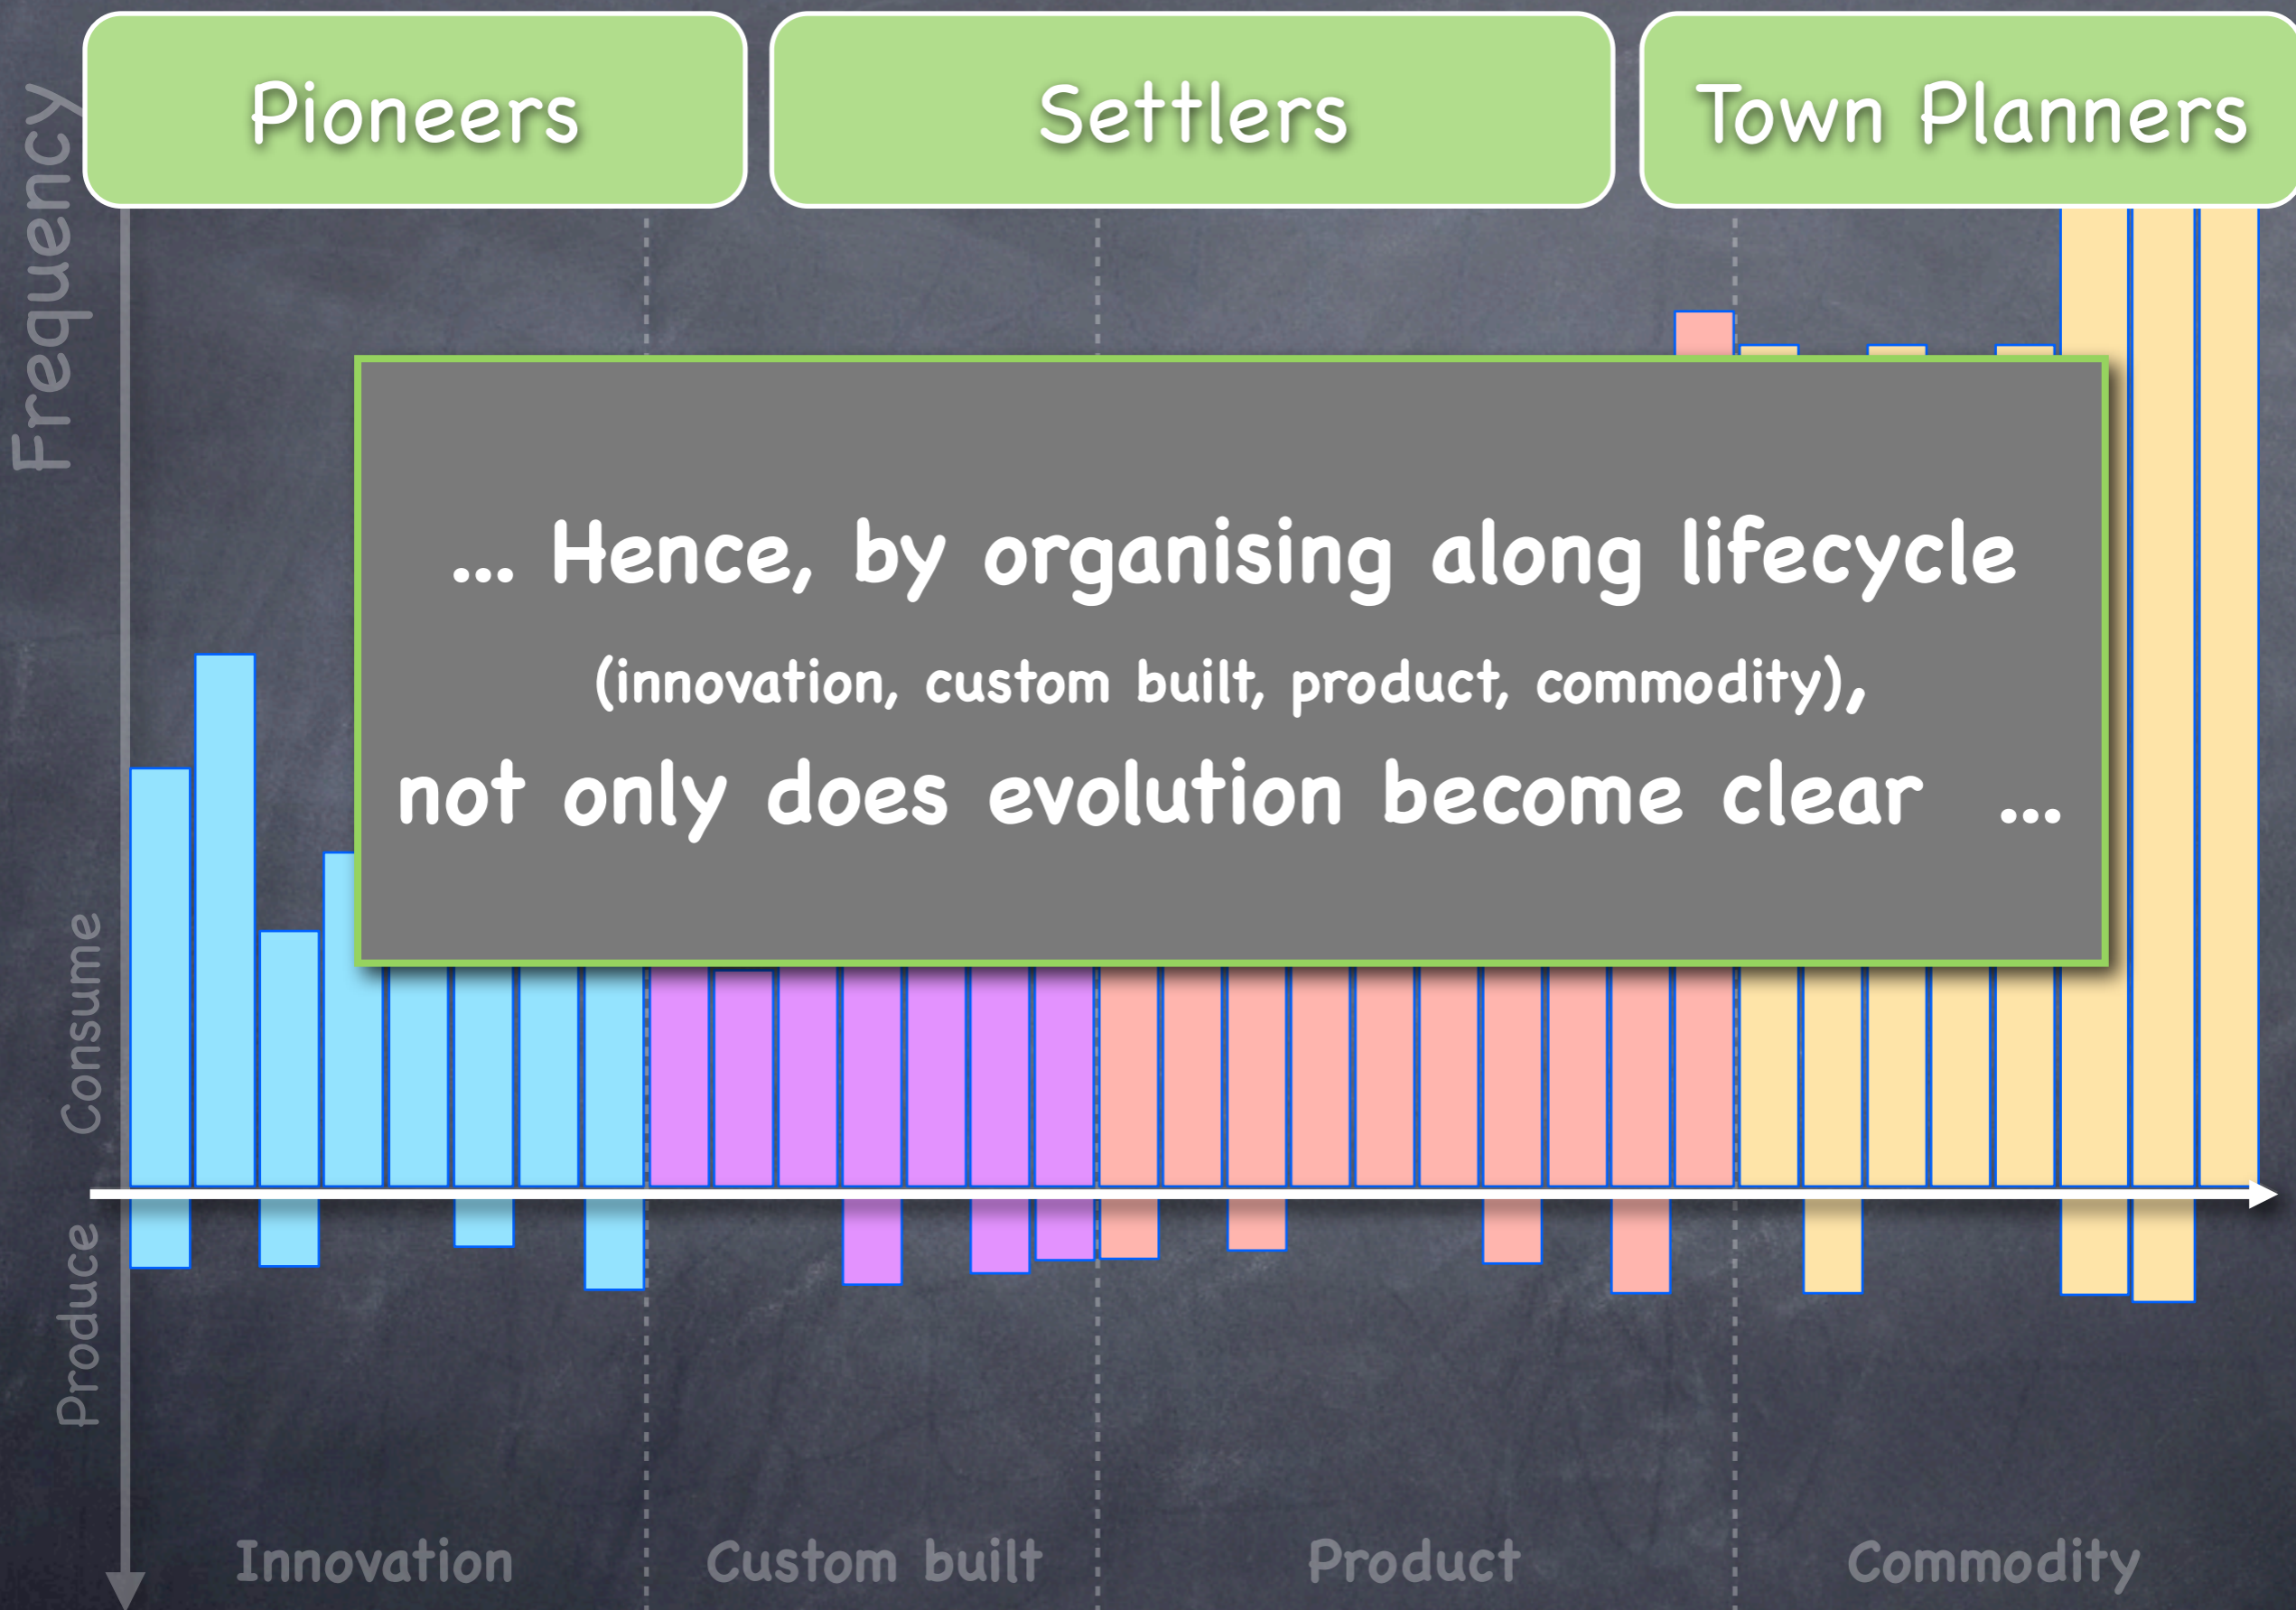 Pioneers
Settlers
Town Planners
Frequency
... Hence, by organising along lifecycle
(innovation, custom built, product, commodity),
not only does evolution become clear ...
Consume
Produce
Innovation
Custom built
Product
Commodity